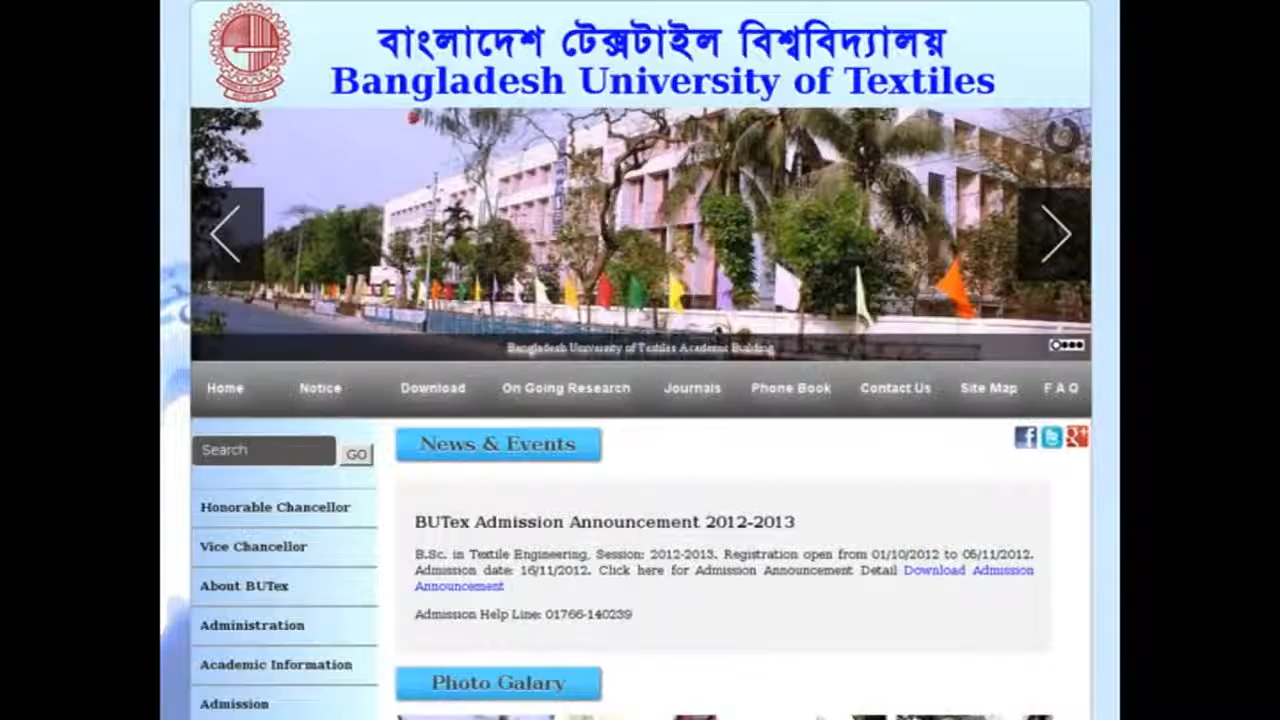 বাংলাদেশ টেক্সটাইল বিশ্ববিদ্যালয়
Bangladesh University of Textiles
Bangladesh University of Textiles Academic Building
Home Notice Download On Going Research Journals Phone Book Contact Us Site Map F A Q
Search GO
Honorable Chancellor
Vice Chancellor
About BUTex
Administration
Academic Information
Admission
News & Events
BUTex Admission Announcement 2012-2013
B.Sc. in Textile Engineering, Session: 2012-2013. Registration open from 01/10/2012 to 05/11/2012.
Admission date: 16/11/2012. Click here for Admission Announcement Detail Download Admission
Announcement
Admission Help Line: 01766-140239
Photo Galary